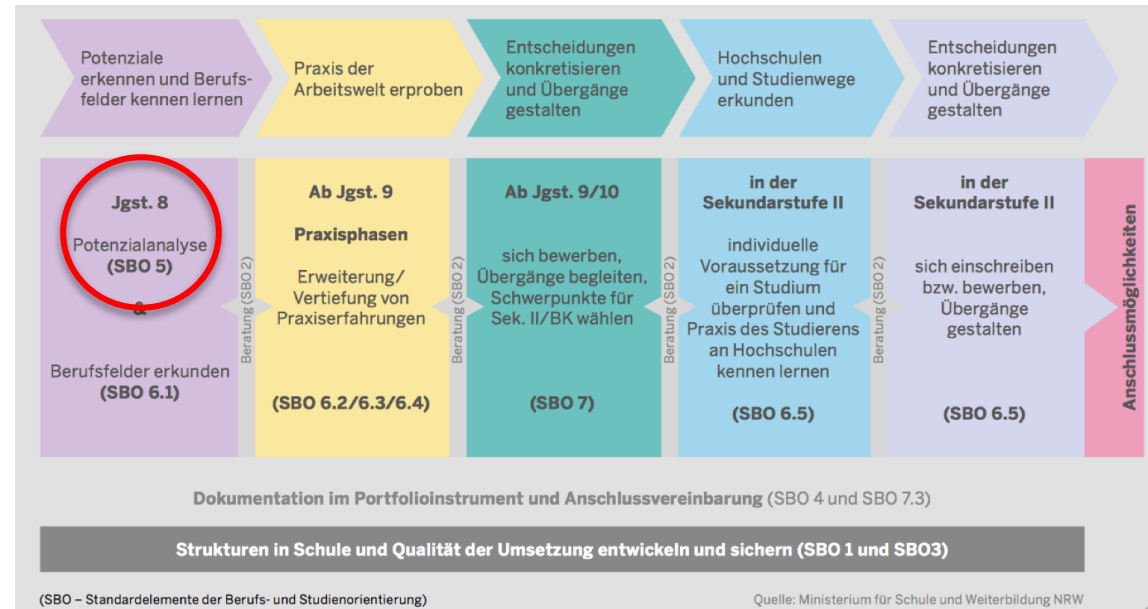 Potenziale
erkennen und Berufs-
felder kennen lernen
Praxis der
Arbeitswelt erproben
Entscheidungen
konkretisieren
und Übergänge
gestalten
Hochschulen
und Studienwege
erkunden
Entscheidungen
konkretisieren
und Übergänge
gestalten
Jgst. 8
Potenzialanalyse
(SBO 5)
&
Berufsfelder erkunden
(SBO 6.1)
Beratung (SBO 2)
Ab Jgst. 9
Praxisphasen
Erweiterung/
Vertiefung von
Praxiserfahrungen
(SBO 6.2/6.3/6.4)
Beratung (SBO 2)
Ab Jgst. 9/10
sich bewerben,
Übergänge begleiten,
Schwerpunkte für
Sek. II/BK wählen
(SBO 7)
Beratung (SBO 2)
in der
Sekundarstufe II
individuelle
Voraussetzung für
ein Studium
überprüfen und
Praxis des Studierens
an Hochschulen
kennen lernen
(SBO 6.5)
Beratung (SBO 2)
in der
Sekundarstufe II
sich einschreiben
bzw. bewerben,
Übergänge
gestalten
(SBO 6.5)
Anschlussmöglichkeiten
Dokumentation im Portfolioinstrument und Anschlussvereinbarung (SBO 4 und SBO 7.3)
Strukturen in Schule und Qualität der Umsetzung entwickeln und sichern (SBO 1 und SBO3)
(SBO – Standardelemente der Berufs- und Studienorientierung)
Quelle: Ministerium für Schule und Weiterbildung NRW